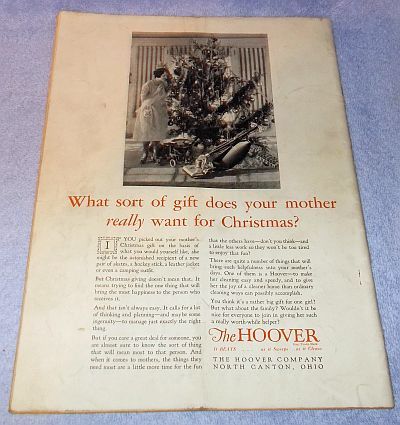 What sort of gift does your mother
really want for Christmas?
IF YOU picked out your mother's
Christmas gift on the basis of
what you would yourself like, she
might be the astonished recipient of a new
pair of skates, a hockey stick, a leather jacket
or even a camping outfit.
But Christmas giving doesn't mean that. It
means trying to find the one thing that will
bring the most happiness to the person who
receives it.
And that isn't always easy. It calls for a lot
of thinking and planning—and maybe some
ingenuity—to manage just exactly the right
thing.
But if you care a great deal for someone, you
are almost sure to know the sort of thing
that will mean most to that person. And
when it comes to mothers, the things they
need most are a little more time for the fun
that the others have—don't you think—and
a little less work so they won't be too tired
to enjoy that fun?
There are quite a number of things that will
bring such helpfulness into your mother's
days. One of them is a Hoover—to make
her cleaning easy and speedy, and to give
her the joy of a cleaner home than ordinary
cleaning ways can possibly accomplish.
You think it's a rather big gift for one girl?
But what about the family? Wouldn't it be
nice for everyone to join in giving her such
a really worth-while helper?
The HOOVER
It BEATS ... as it Sweeps ... as it Cleans
THE HOOVER COMPANY
NORTH CANTON, OHIO